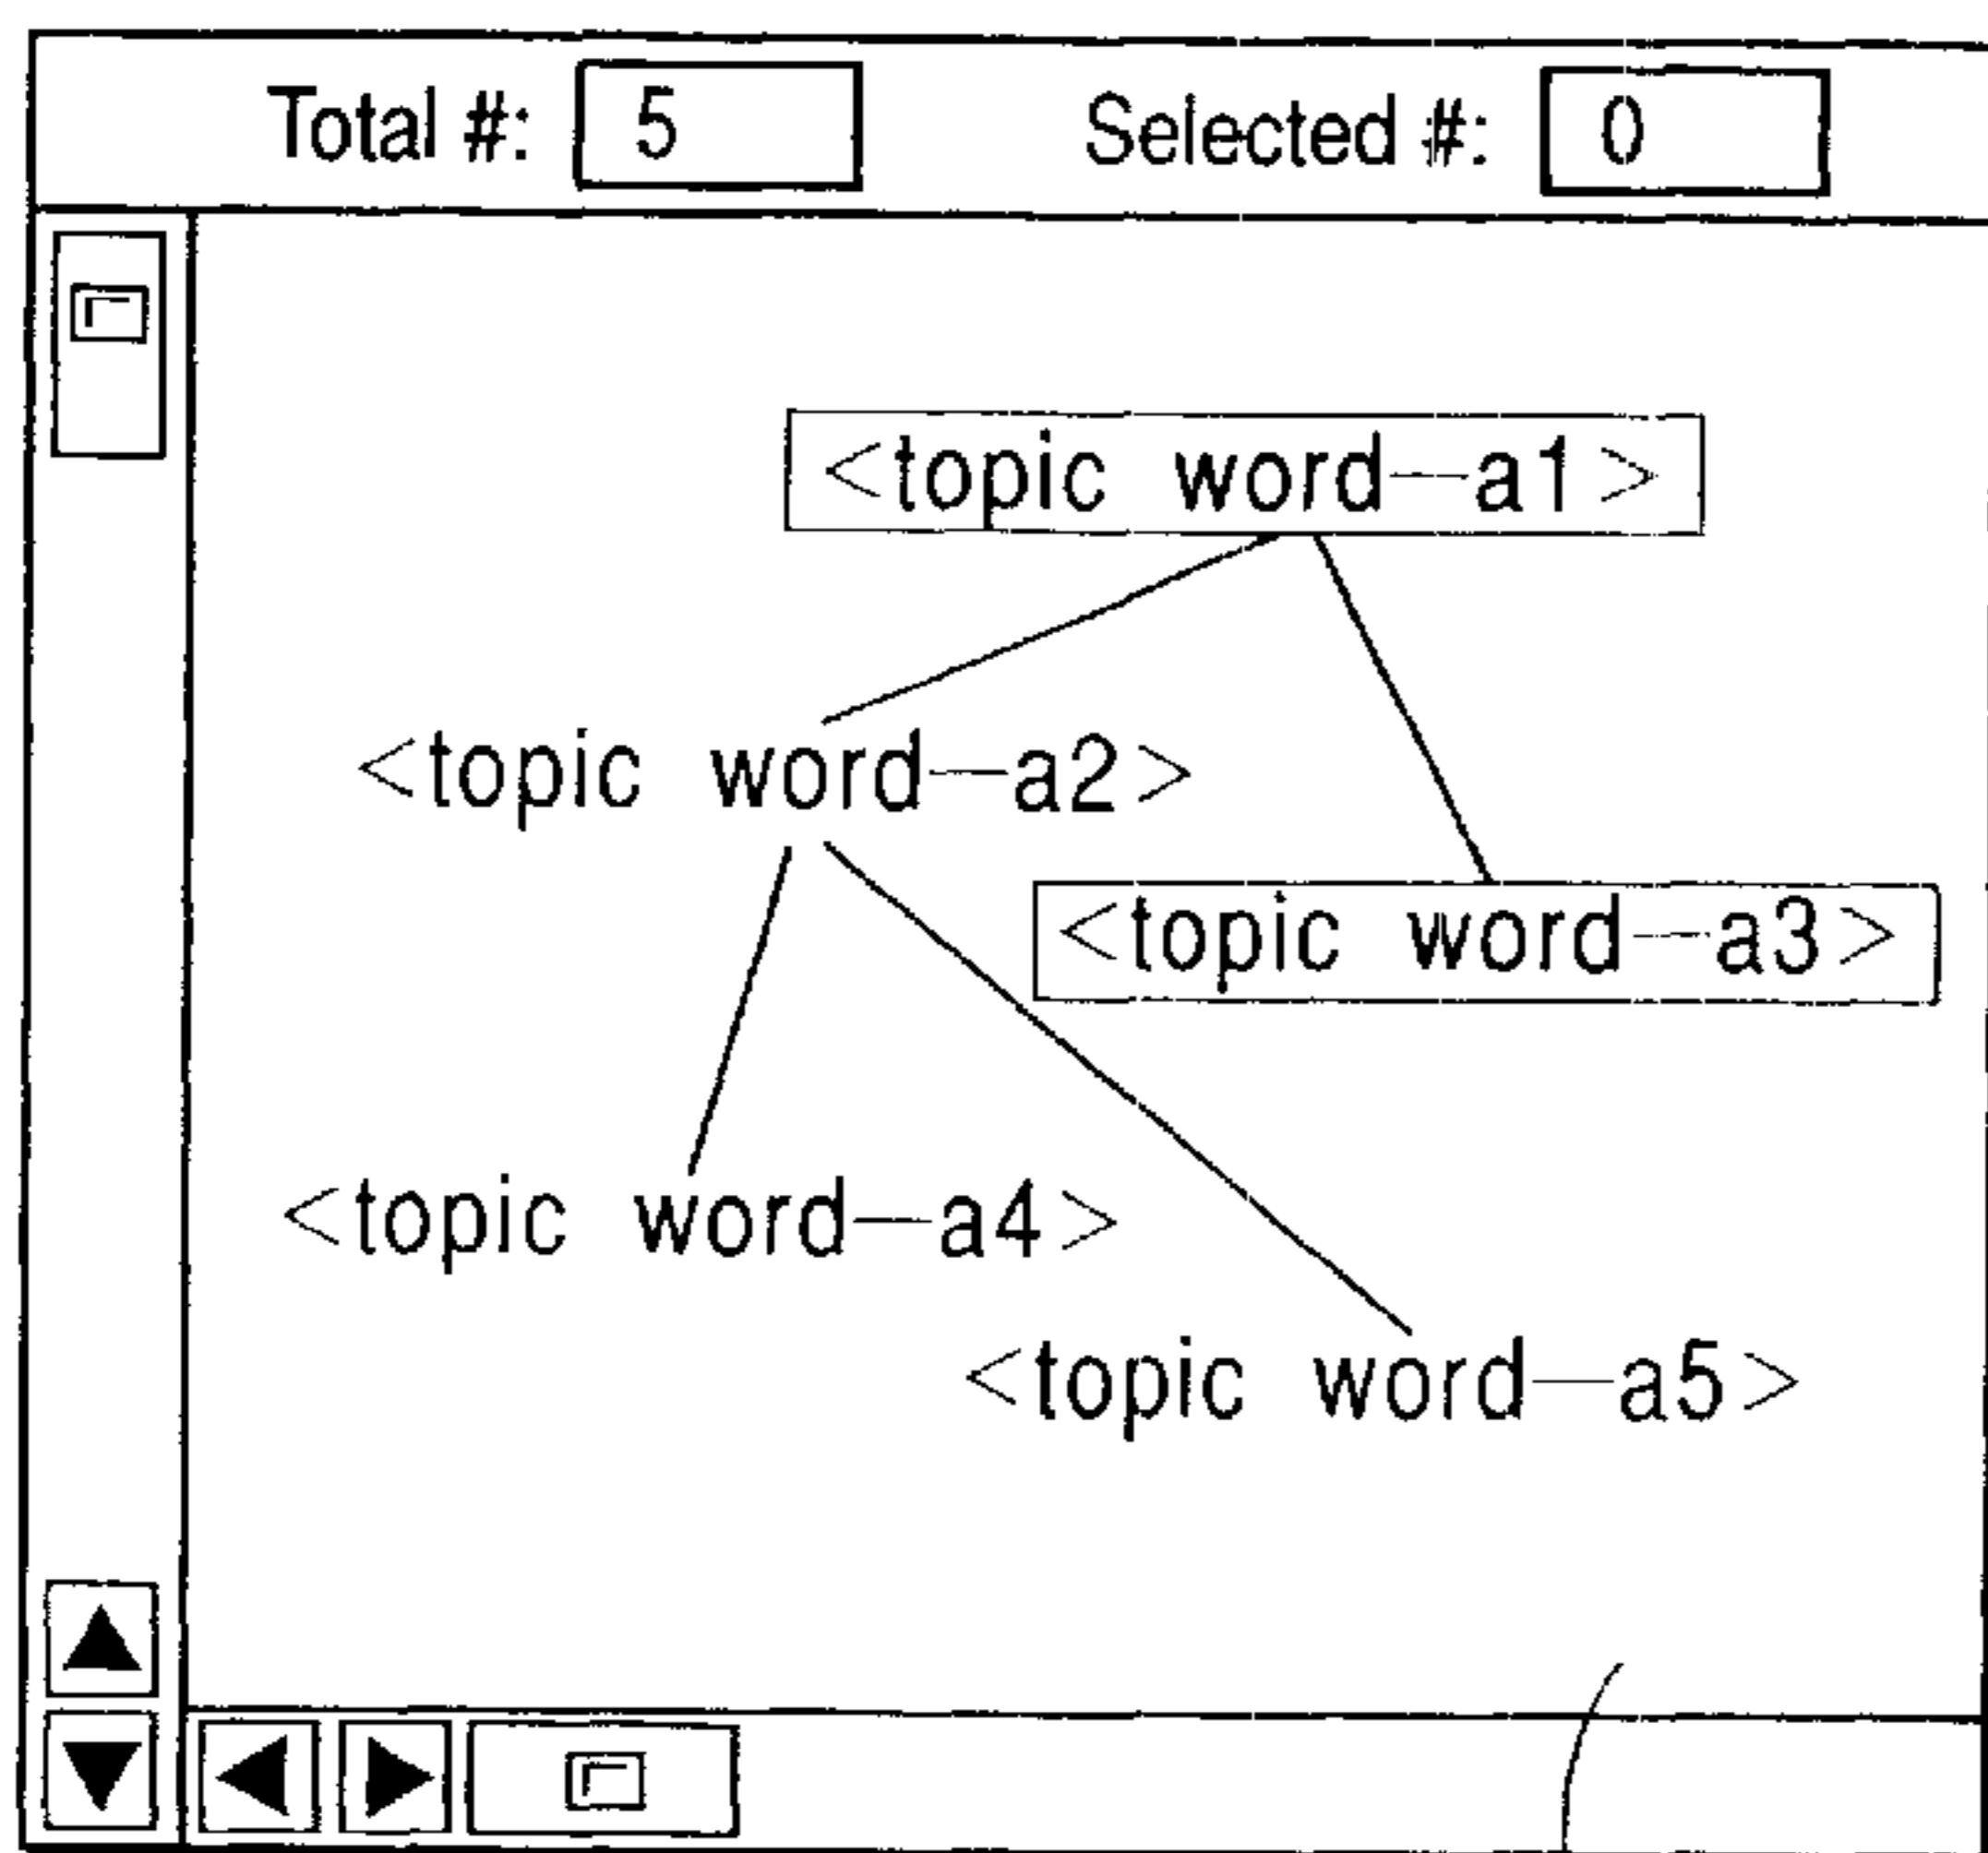 Total #: 5 Selected #: 0
<topic word—a1>
<topic word—a2>
<topic word—a3>
<topic word—a4>
<topic word—a5>